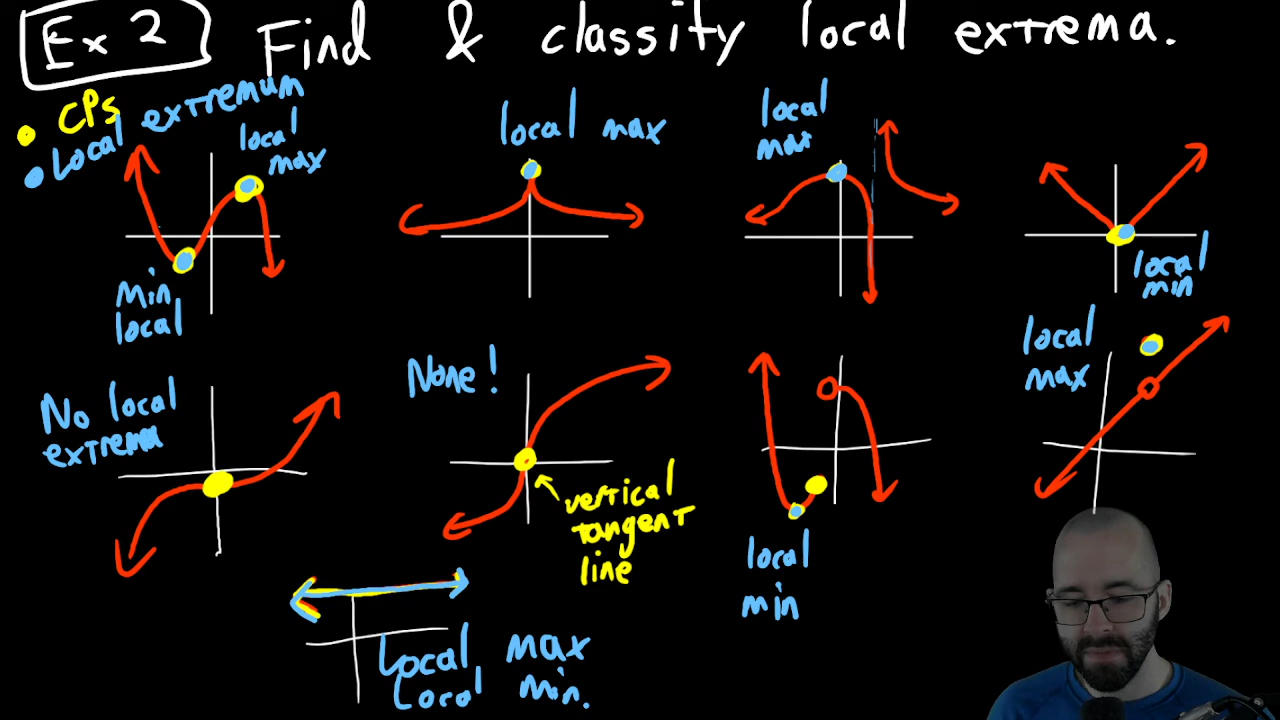 Ex 2
Find & classify local extrema.
CPs
Local extremum
local
max
Min
local
local max
local
max
local
min
No local
extrema
None!
vertical
tangent
line
local
min
local
max
Local max
Local min.